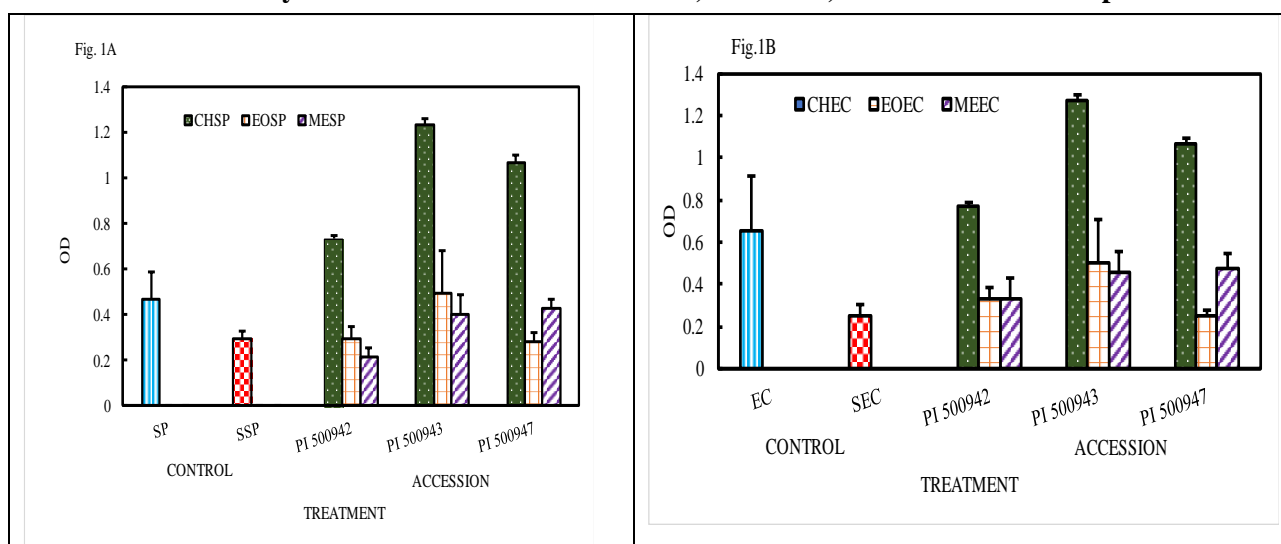 Fig. 1A
1.4
CHSP EOSP MESP
1.2
1
0.8
OD
0.6
0.4
0.2
0
SP SSP PI 500942 PI 500943 PI 500947
CONTROL ACCESSION
TREATMENT
Fig.1B
1.4
CHEC EOEC MEEC
1.2
1
0.8
OD
0.6
0.4
0.2
0
EC SEC PI 500942 PI 500943 PI 500947
CONTROL ACCESSION
TREATMENT